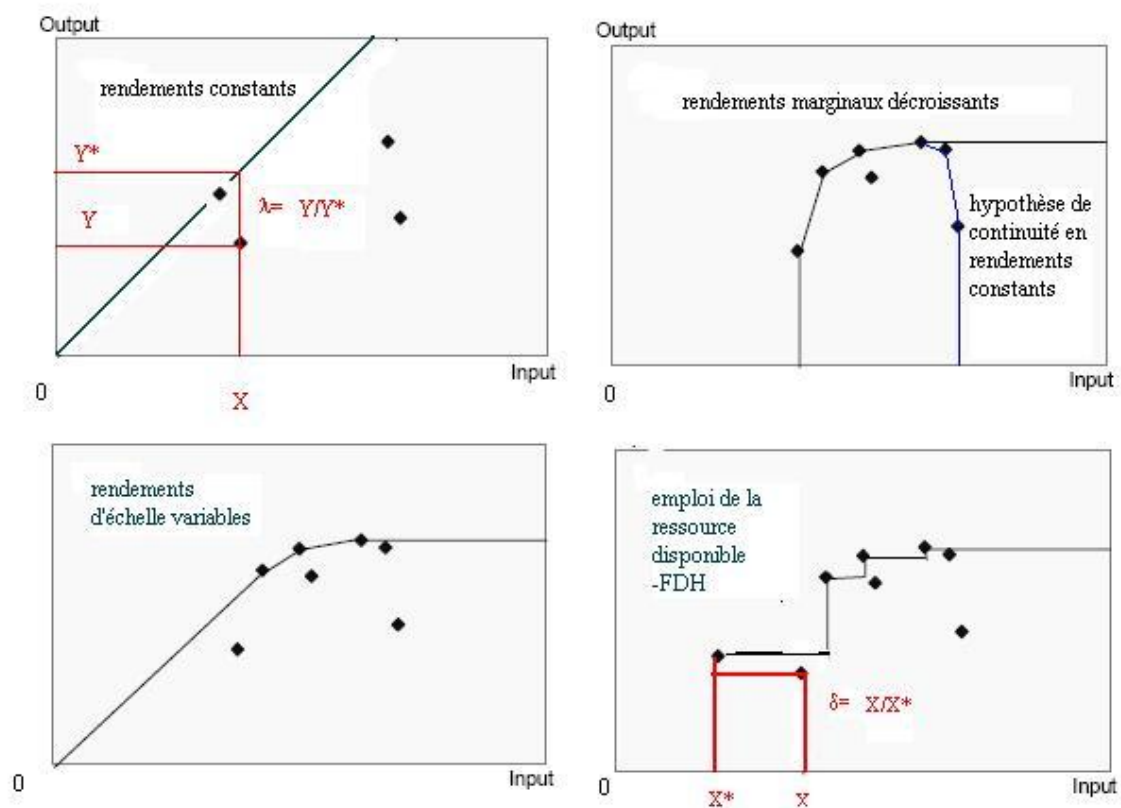 Output
rendements constants
Y*
Y
λ= Y/Y*
Input
0
X
Output
rendements marginaux décroissants
hypothèse de
continuité en
rendements
constants
Input
0
rendements
d'échelle variables
Input
0
emploi de la
ressource
disponible
-FDH
δ= X/X*
Input
0
X*
x